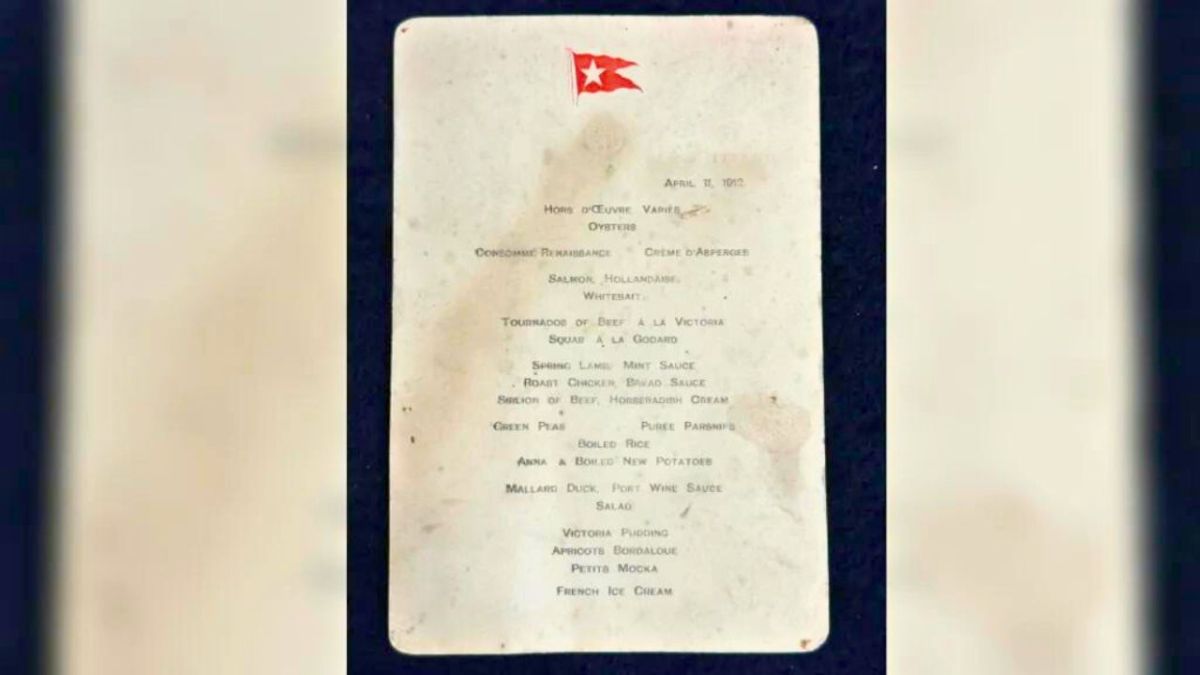 April 11, 1912
Hors d'Œuvre Variés
Oysters
Consommé Renaissance Crème d'Asperges
Salmon, Hollandaise
Whitebait
Tournados of Beef à la Victoria
Squab à la Godard
Spring Lamb, Mint Sauce
Roast Chicken, Bread Sauce
Sirlion of Beef, Horseradish Cream
Green Peas Purée Parsnips
Boiled Rice
Anna & Boiled New Potatoes
Mallard Duck, Port Wine Sauce
Salad
Victoria Pudding
Apricots Bordaloue
Petits Mocka
French Ice Cream